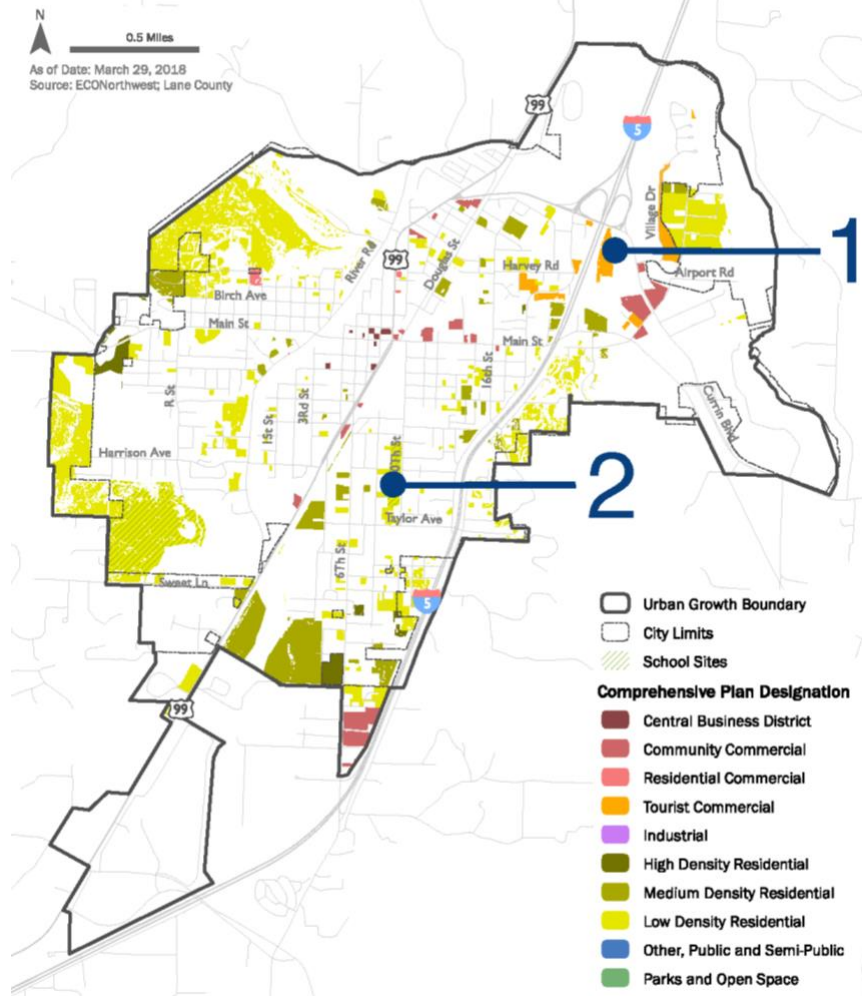 N
0.5 Miles
As of Date: March 29, 2018
Source: ECONorthwest; Lane County
99
5
Village Dr
1
River Rd
99
Douglas St
Harvey Rd
Airport Rd
Birch Ave
Main St
Main St
16th St
R St
1St St
3Rd St
Currin Blvd
Harrison Ave
2
Taylor Ave
6Th St
Sweet Ln
5
99
Urban Growth Boundary
City Limits
School Sites
Comprehensive Plan Designation
Central Business District
Community Commercial
Residential Commercial
Tourist Commercial
Industrial
High Density Residential
Medium Density Residential
Low Density Residential
Other, Public and Semi-Public
Parks and Open Space